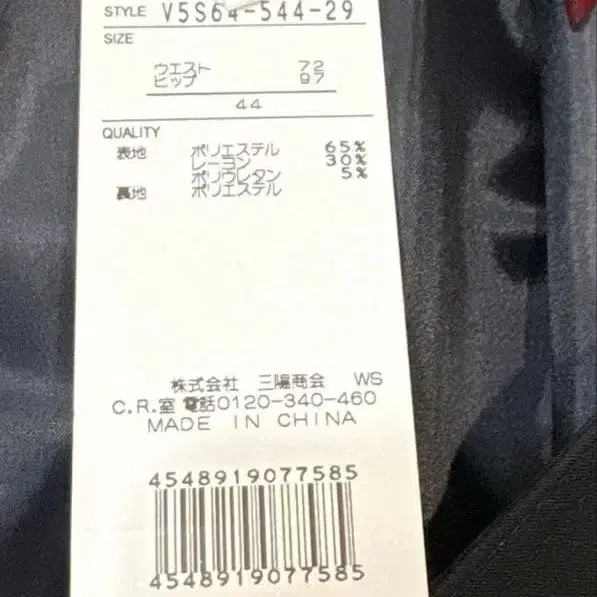 STYLE V5S64-544-29
SIZE
ウエスト 72
ヒップ 97
44
QUALITY
表地 ポリエステル 65%
レーヨン 30%
ポリウレタン 5%
裏地 ポリエステル
株式会社 三陽商会 WS
C.R.室 電話0120-340-460
MADE IN CHINA
4548919077585
4548919077585